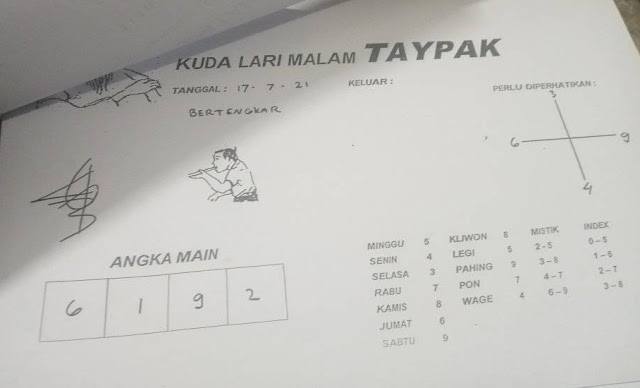 KUDA LARI MALAM TAYPAK
TANGGAL : 17 - 7 - 21 KELUAR : PERLU DIPERHATIKAN :
BERTENGKAR
3
6 9
4
ANGKA MAIN
6 1 9 2
MINGGU 5 KLIWON 8 MISTIK INDEX
SENIN 4 LEGI 5 2-5 0-5
SELASA 3 PAHING 9 3-8 1-6
RABU 7 PON 7 4-7 2-7
KAMIS 8 WAGE 4 6-9 3-8
JUMAT 6
SABTU 9